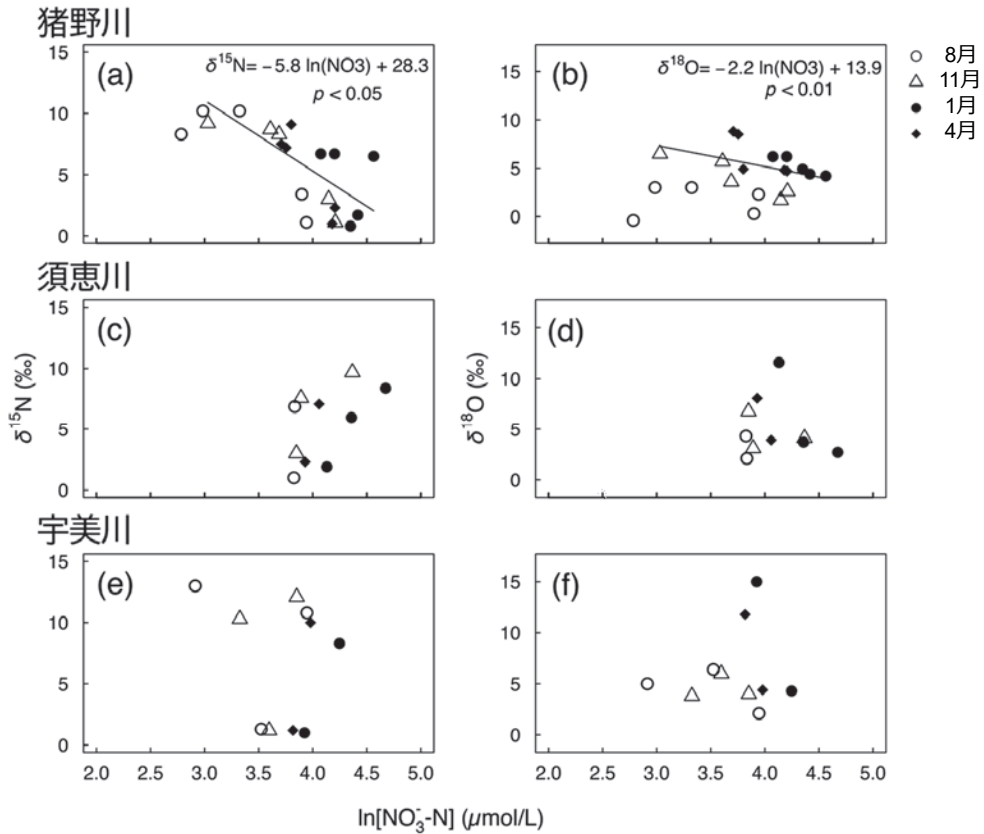 猪野川
(a)
δ¹⁵N= −5.8 ln(NO3) + 28.3
p < 0.05
15
10
5
0
(b)
δ¹⁸O= −2.2 ln(NO3) + 13.9
p < 0.01
15
10
5
0
8月
11月
1月
4月
須恵川
(c)
15
10
5
0
δ¹⁵N (‰)
(d)
15
10
5
0
δ¹⁸O (‰)
宇美川
(e)
15
10
5
0
2.0 2.5 3.0 3.5 4.0 4.5 5.0
(f)
15
10
5
0
2.0 2.5 3.0 3.5 4.0 4.5 5.0
ln[NO₃⁻-N] (μmol/L)